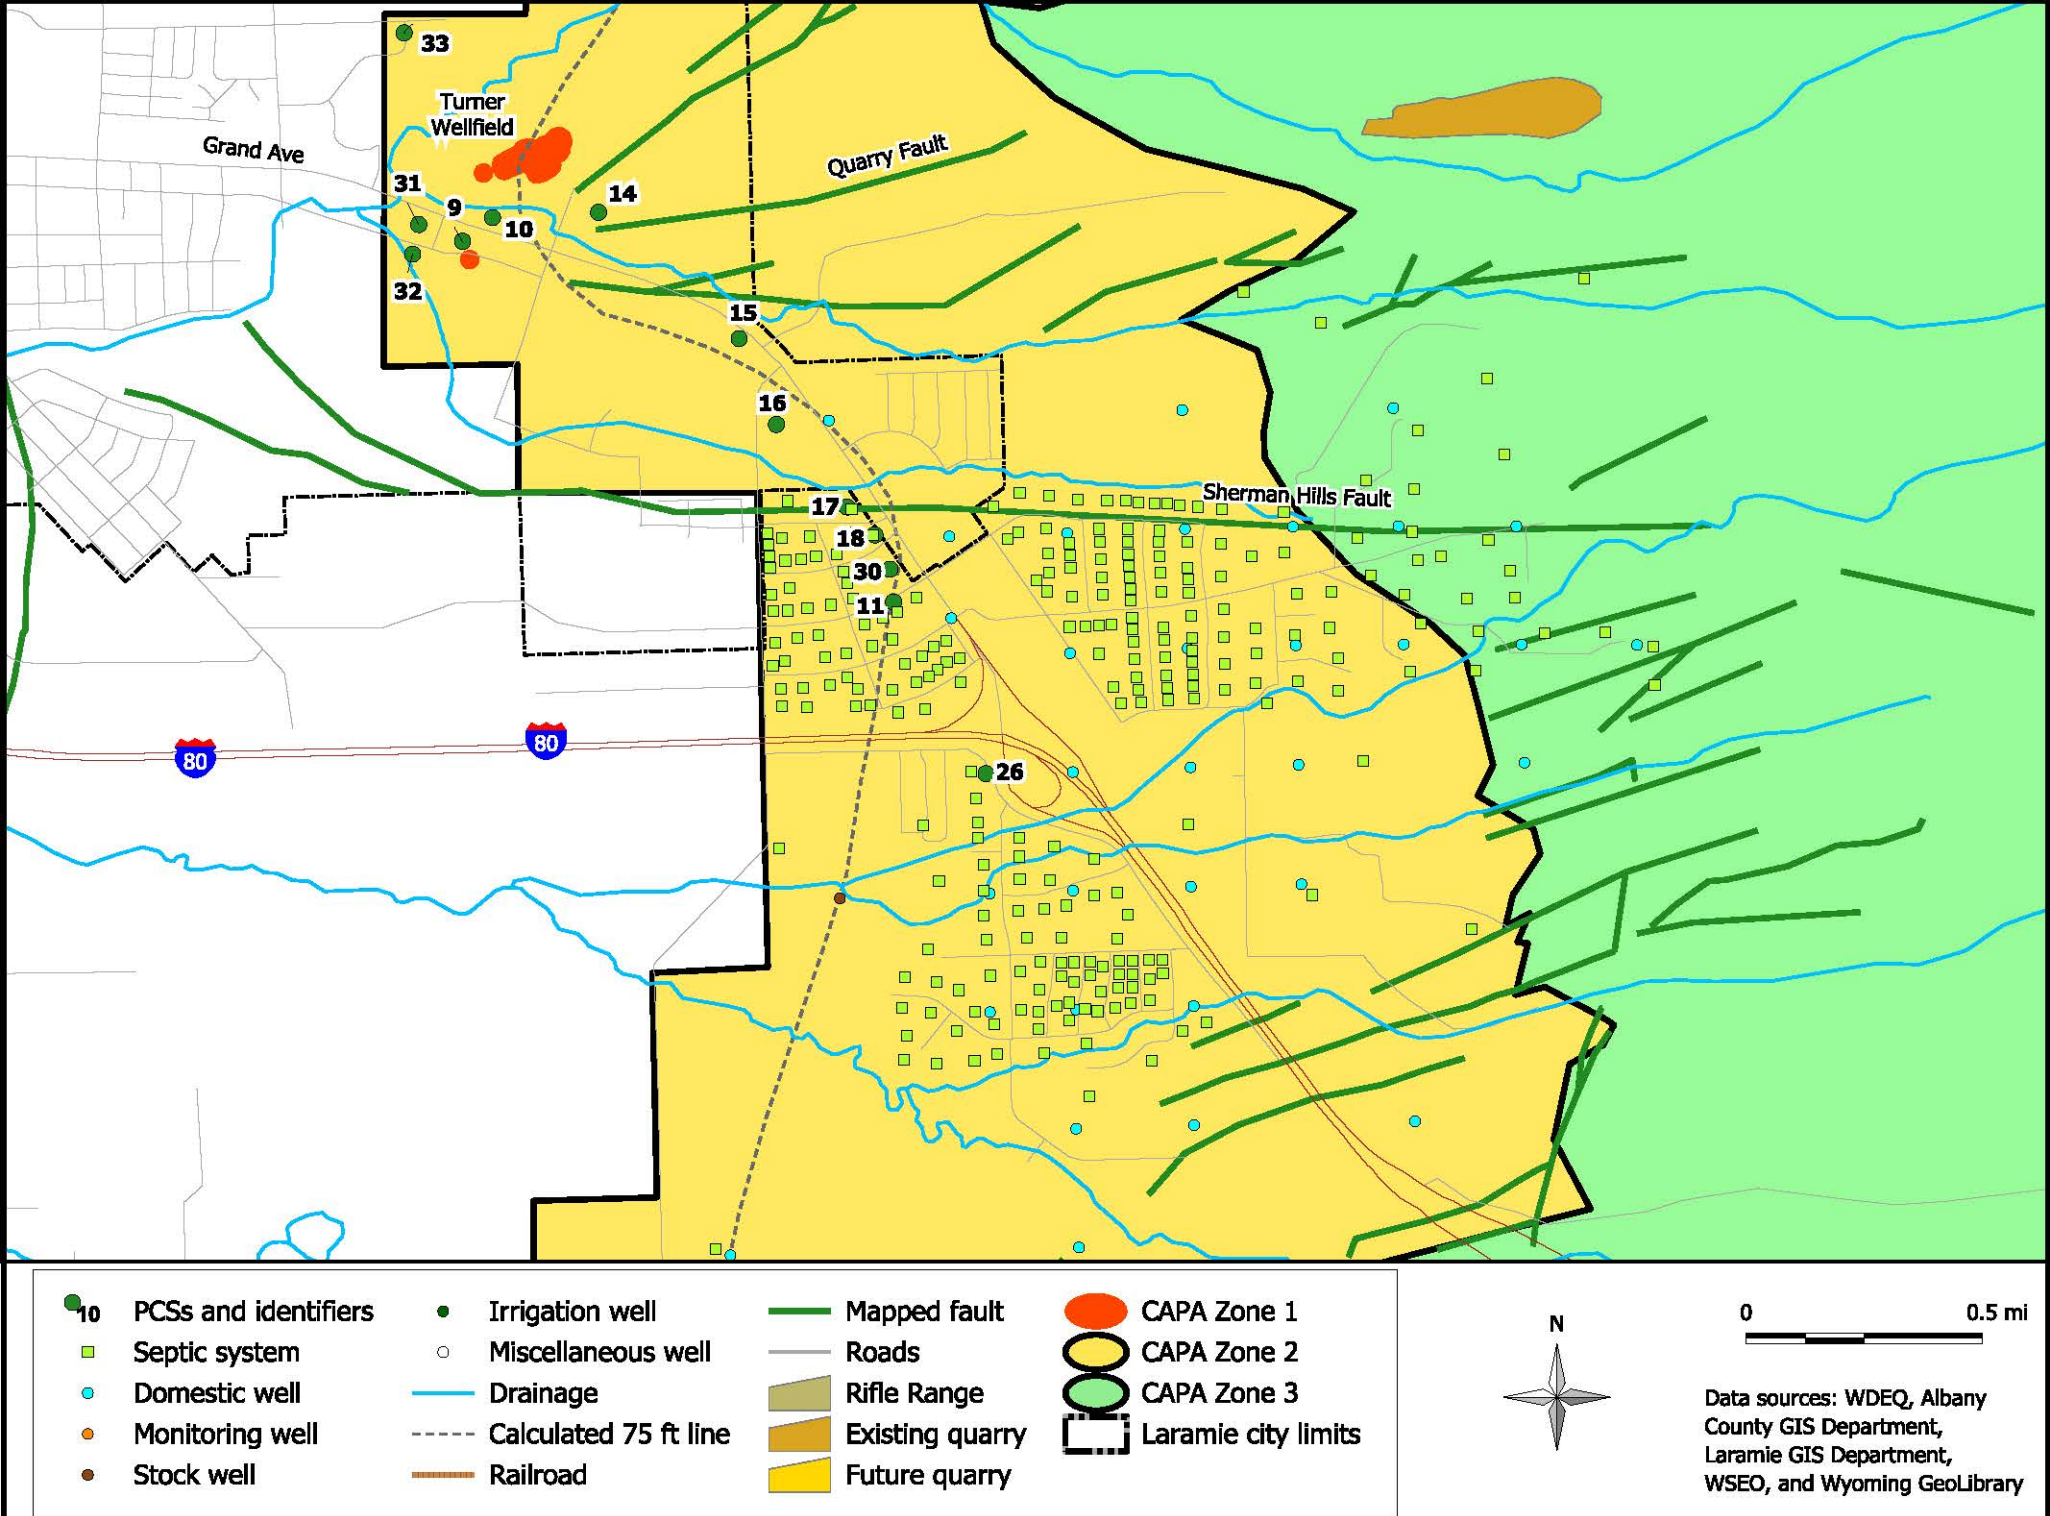 33
Turner
Wellfield
Grand Ave
Quarry Fault
31
9
14
10
32
15
16
Sherman Hills Fault
17
18
30
11
80
80
26
10 PCSs and identifiers
Septic system
Domestic well
Monitoring well
Stock well
Irrigation well
Miscellaneous well
Drainage
Calculated 75 ft line
Railroad
Mapped fault
Roads
Rifle Range
Existing quarry
Future quarry
CAPA Zone 1
CAPA Zone 2
CAPA Zone 3
Laramie city limits
N
0 0.5 mi
Data sources: WDEQ, Albany
County GIS Department,
Laramie GIS Department,
WSEO, and Wyoming GeoLibrary